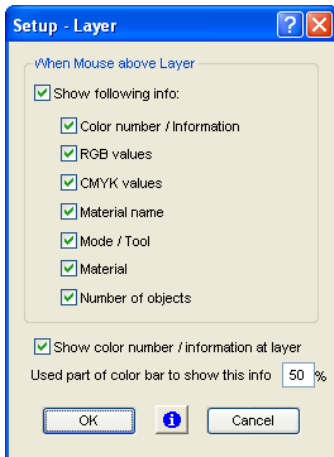 Setup - Layer
When Mouse above Layer
Show following info:
Color number / Information
RGB values
CMYK values
Material name
Mode / Tool
Material
Number of objects
Show color number / information at layer
Used part of color bar to show this info 50 %
OK Cancel